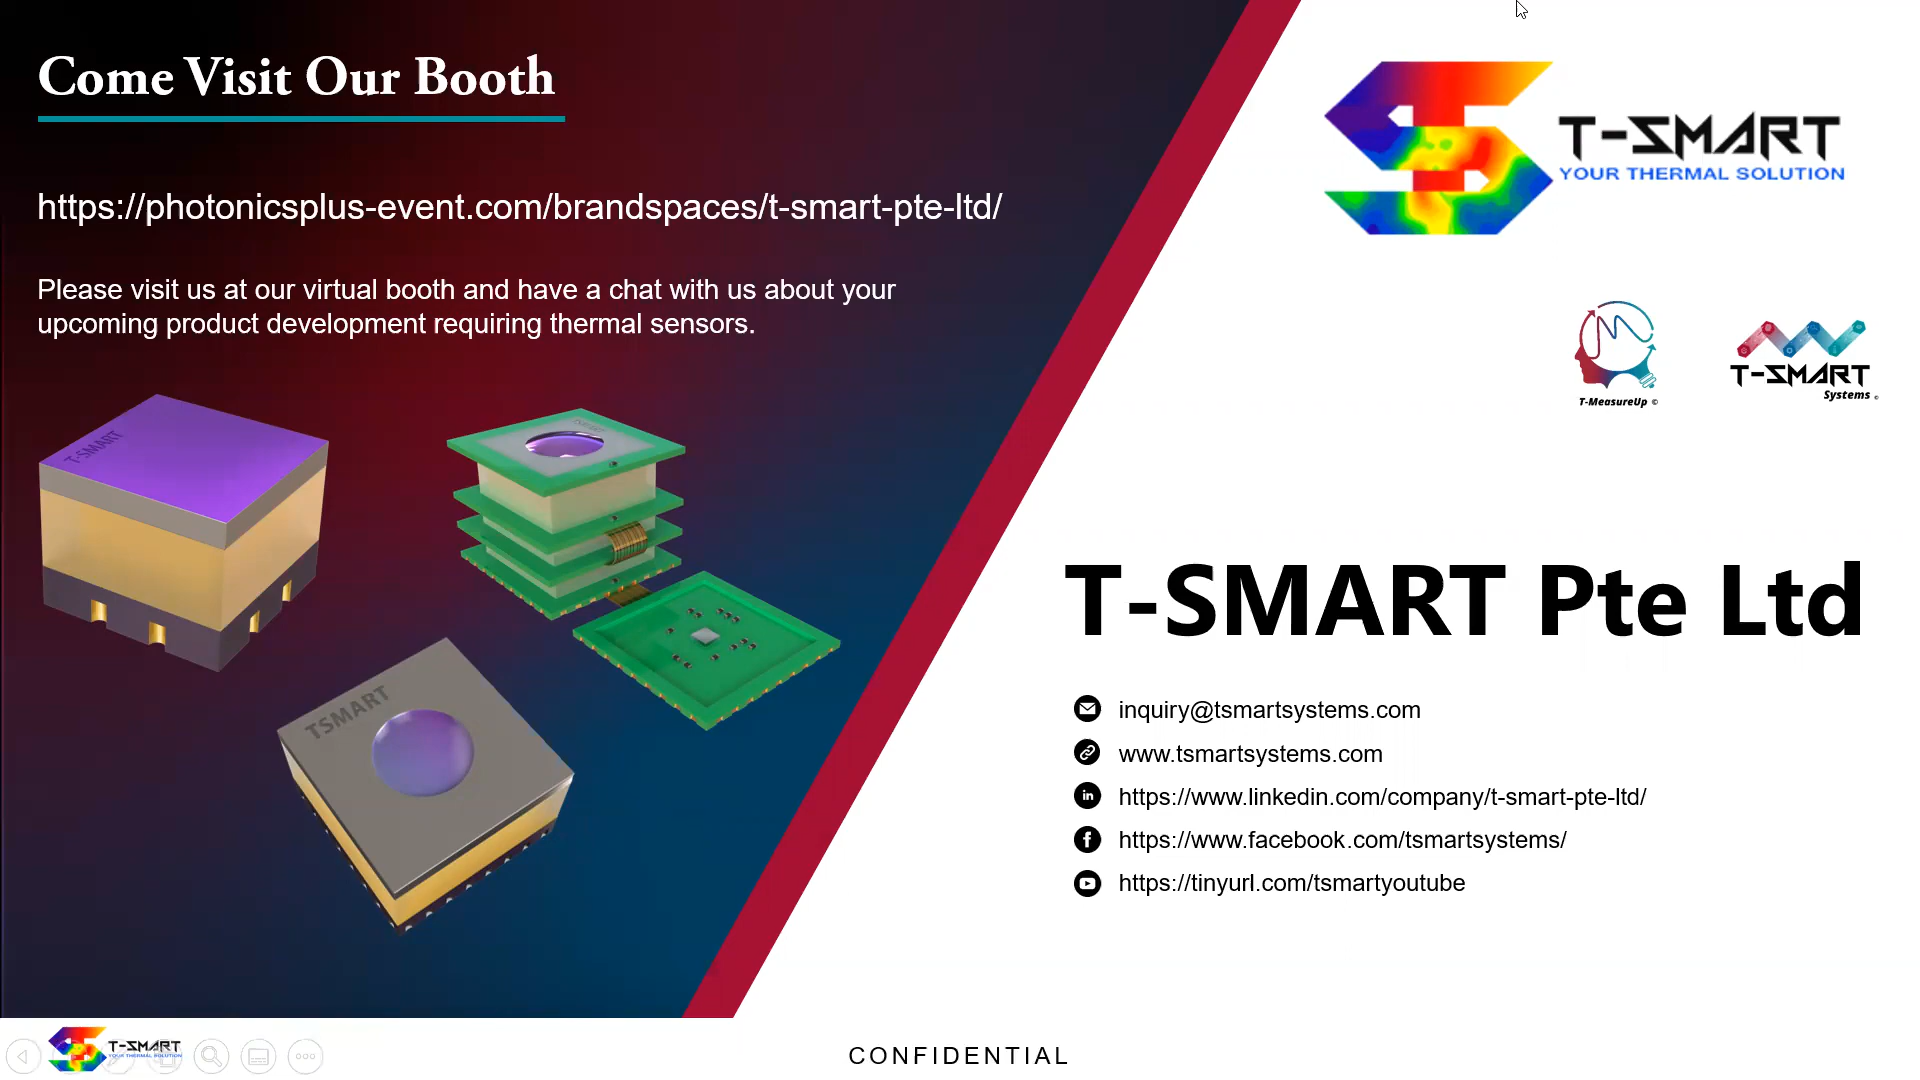 Come Visit Our Booth
https://photonicsplus-event.com/brandspaces/t-smart-pte-ltd/
Please visit us at our virtual booth and have a chat with us about your
upcoming product development requiring thermal sensors.
T-SMART
TSMART
T-SMART
YOUR THERMAL SOLUTION
T-MeasureUp ©
T-SMART
Systems ©
T-SMART Pte Ltd
inquiry@tsmartsystems.com
www.tsmartsystems.com
https://www.linkedin.com/company/t-smart-pte-ltd/
https://www.facebook.com/tsmartsystems/
https://tinyurl.com/tsmartyoutube
T-SMART
YOUR THERMAL SOLUTION
CONFIDENTIAL